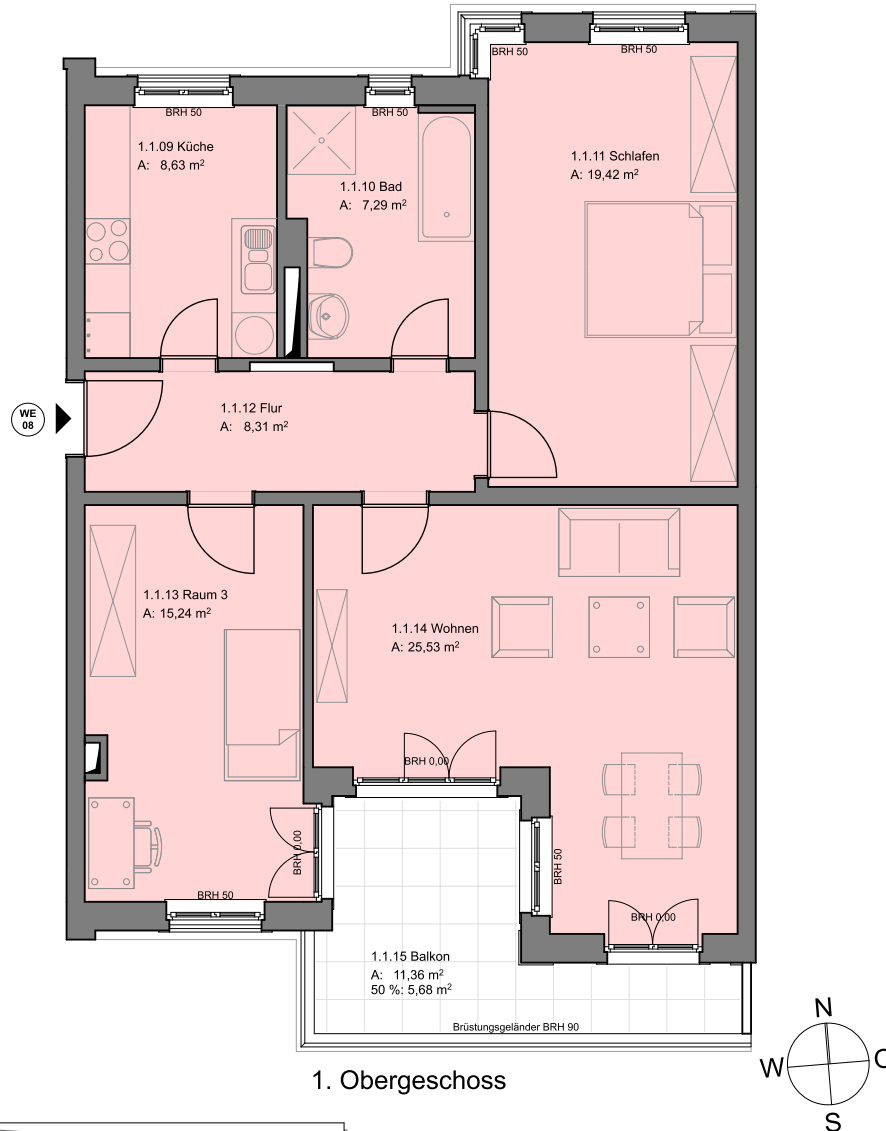 BRH 50
BRH 50
BRH 50
BRH 50
1.1.09 Küche
A: 8,63 m²
1.1.10 Bad
A: 7,29 m²
1.1.11 Schlafen
A: 19,42 m²
WE
08
1.1.12 Flur
A: 8,31 m²
1.1.13 Raum 3
A: 15,24 m²
1.1.14 Wohnen
A: 25,53 m²
BRH 0,00
BRH 0,00
BRH 50
BRH 50
BRH 0,00
1.1.15 Balkon
A: 11,36 m²
50 %: 5,68 m²
Brüstungsgeländer BRH 90
1. Obergeschoss
N
W
O
S